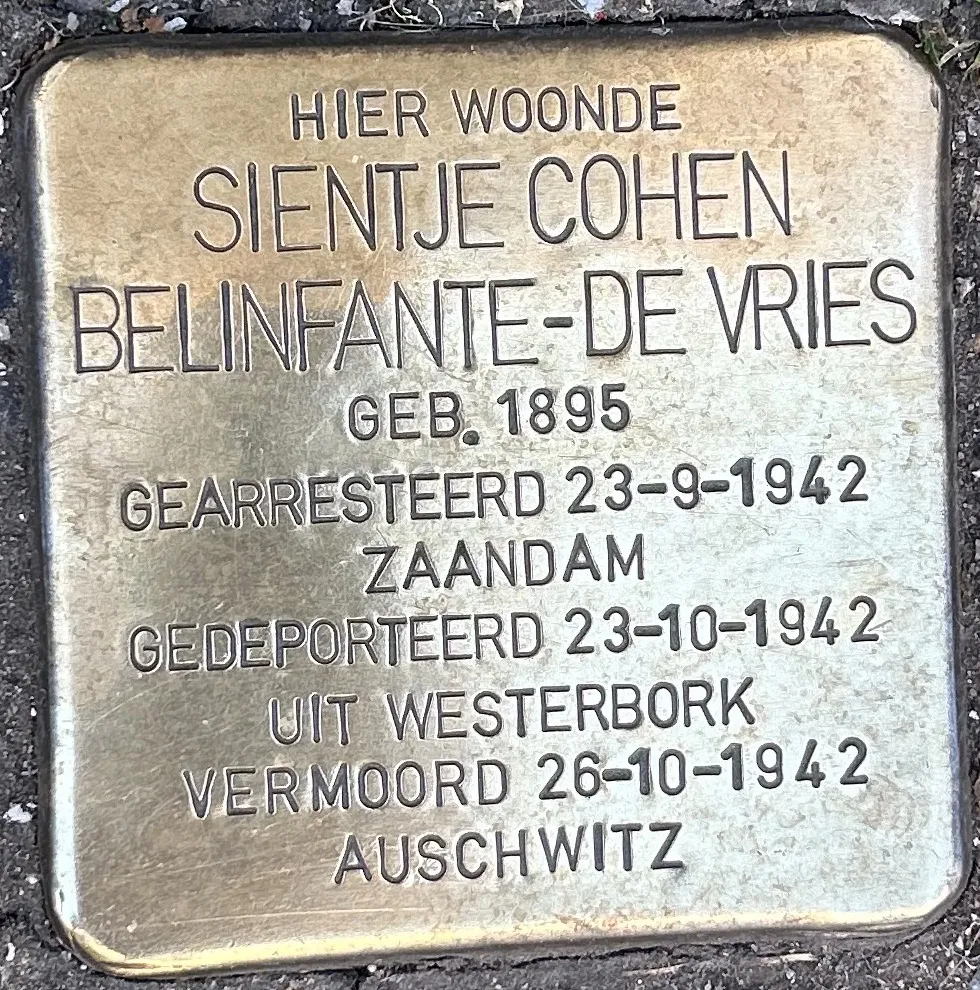 HIER WOONDE
SIENTJE COHEN
BELINFANTE-DE VRIES
GEB. 1895
GEARRESTEERD 23-9-1942
ZAANDAM
GEDEPORTEERD 23-10-1942
UIT WESTERBORK
VERMOORD 26-10-1942
AUSCHWITZ